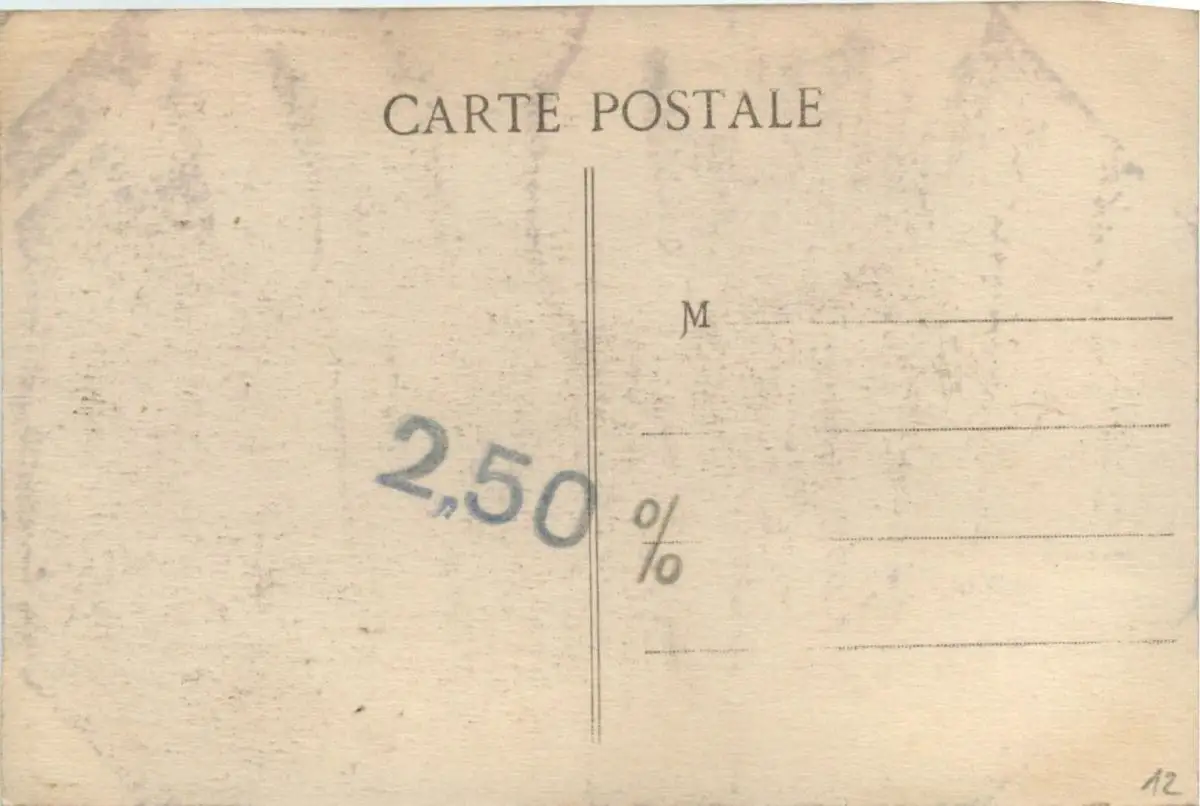 CARTE POSTALE
M
2,50 %
12